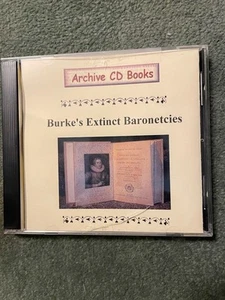 Archive CD Books
Burke's Extinct Baronetcies